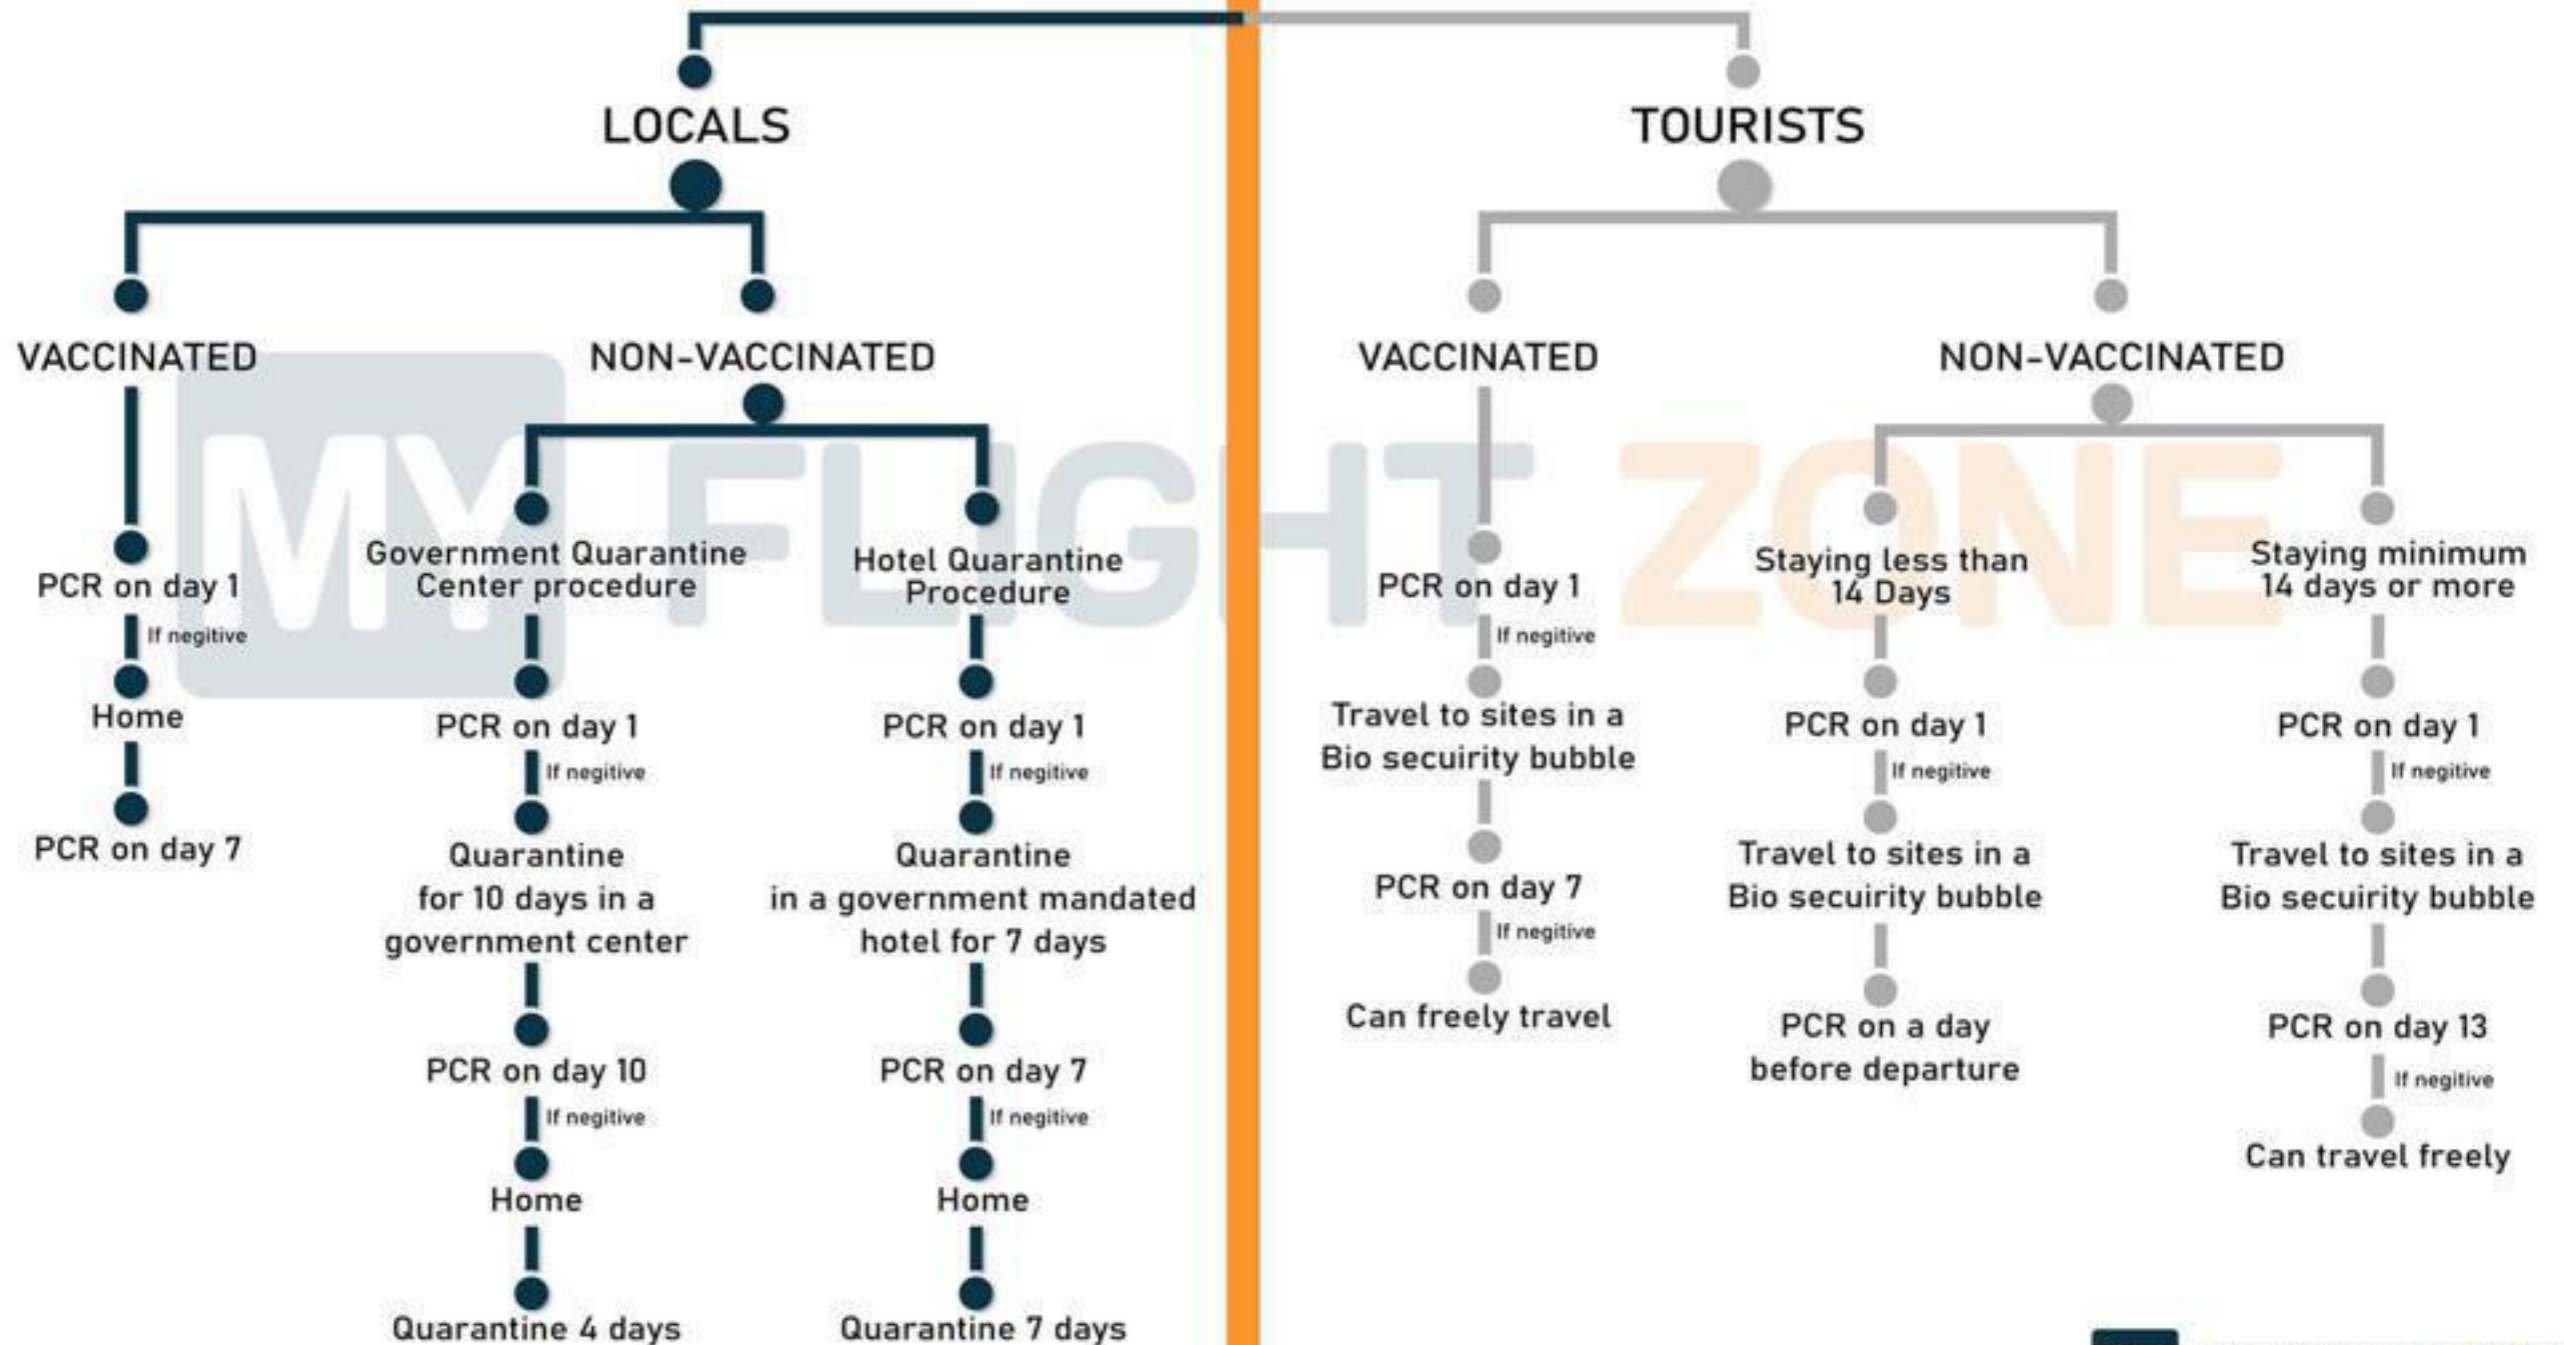 LOCALS
VACCINATED
PCR on day 1
If negitive
Home
PCR on day 7
NON-VACCINATED
Government Quarantine
Center procedure
PCR on day 1
If negitive
Quarantine
for 10 days in a
government center
PCR on day 10
If negitive
Home
Quarantine 4 days
Hotel Quarantine
Procedure
PCR on day 1
If negitive
Quarantine
in a government mandated
hotel for 7 days
PCR on day 7
If negitive
Home
Quarantine 7 days
TOURISTS
VACCINATED
PCR on day 1
If negitive
Travel to sites in a
Bio secuirity bubble
PCR on day 7
If negitive
Can freely travel
NON-VACCINATED
Staying less than
14 Days
PCR on day 1
If negitive
Travel to sites in a
Bio secuirity bubble
PCR on a day
before departure
Staying minimum
14 days or more
PCR on day 1
If negitive
Travel to sites in a
Bio secuirity bubble
PCR on day 13
If negitive
Can travel freely
MY FLIGHT ZONE